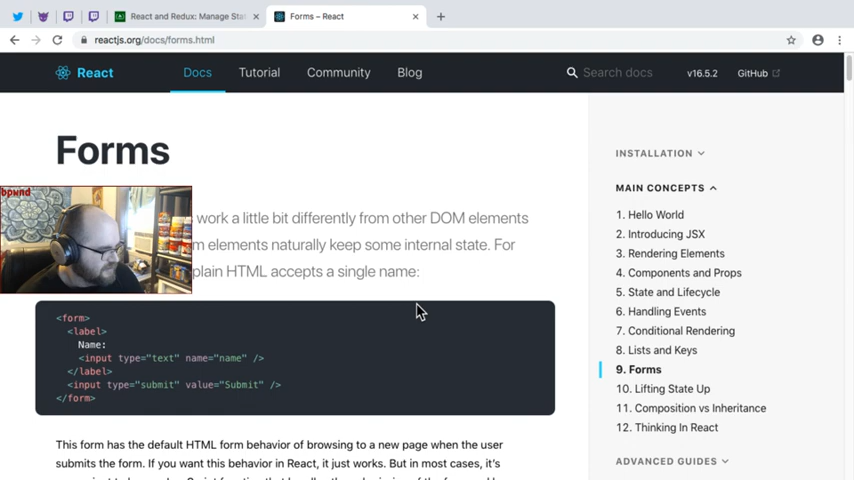 React and Redux: Manage Stat
Forms – React
reactjs.org/docs/forms.html
React
Docs
Tutorial
Community
Blog
Search docs
v16.5.2
GitHub
Forms
work a little bit differently from other DOM elements
elements naturally keep some internal state. For
plain HTML accepts a single name:
bpwnd
<form>
<label>
Name:
<input type="text" name="name" />
</label>
<input type="submit" value="Submit" />
</form>
This form has the default HTML form behavior of browsing to a new page when the user
submits the form. If you want this behavior in React, it just works. But in most cases, it's
INSTALLATION
MAIN CONCEPTS
1. Hello World
2. Introducing JSX
3. Rendering Elements
4. Components and Props
5. State and Lifecycle
6. Handling Events
7. Conditional Rendering
8. Lists and Keys
9. Forms
10. Lifting State Up
11. Composition vs Inheritance
12. Thinking In React
ADVANCED GUIDES